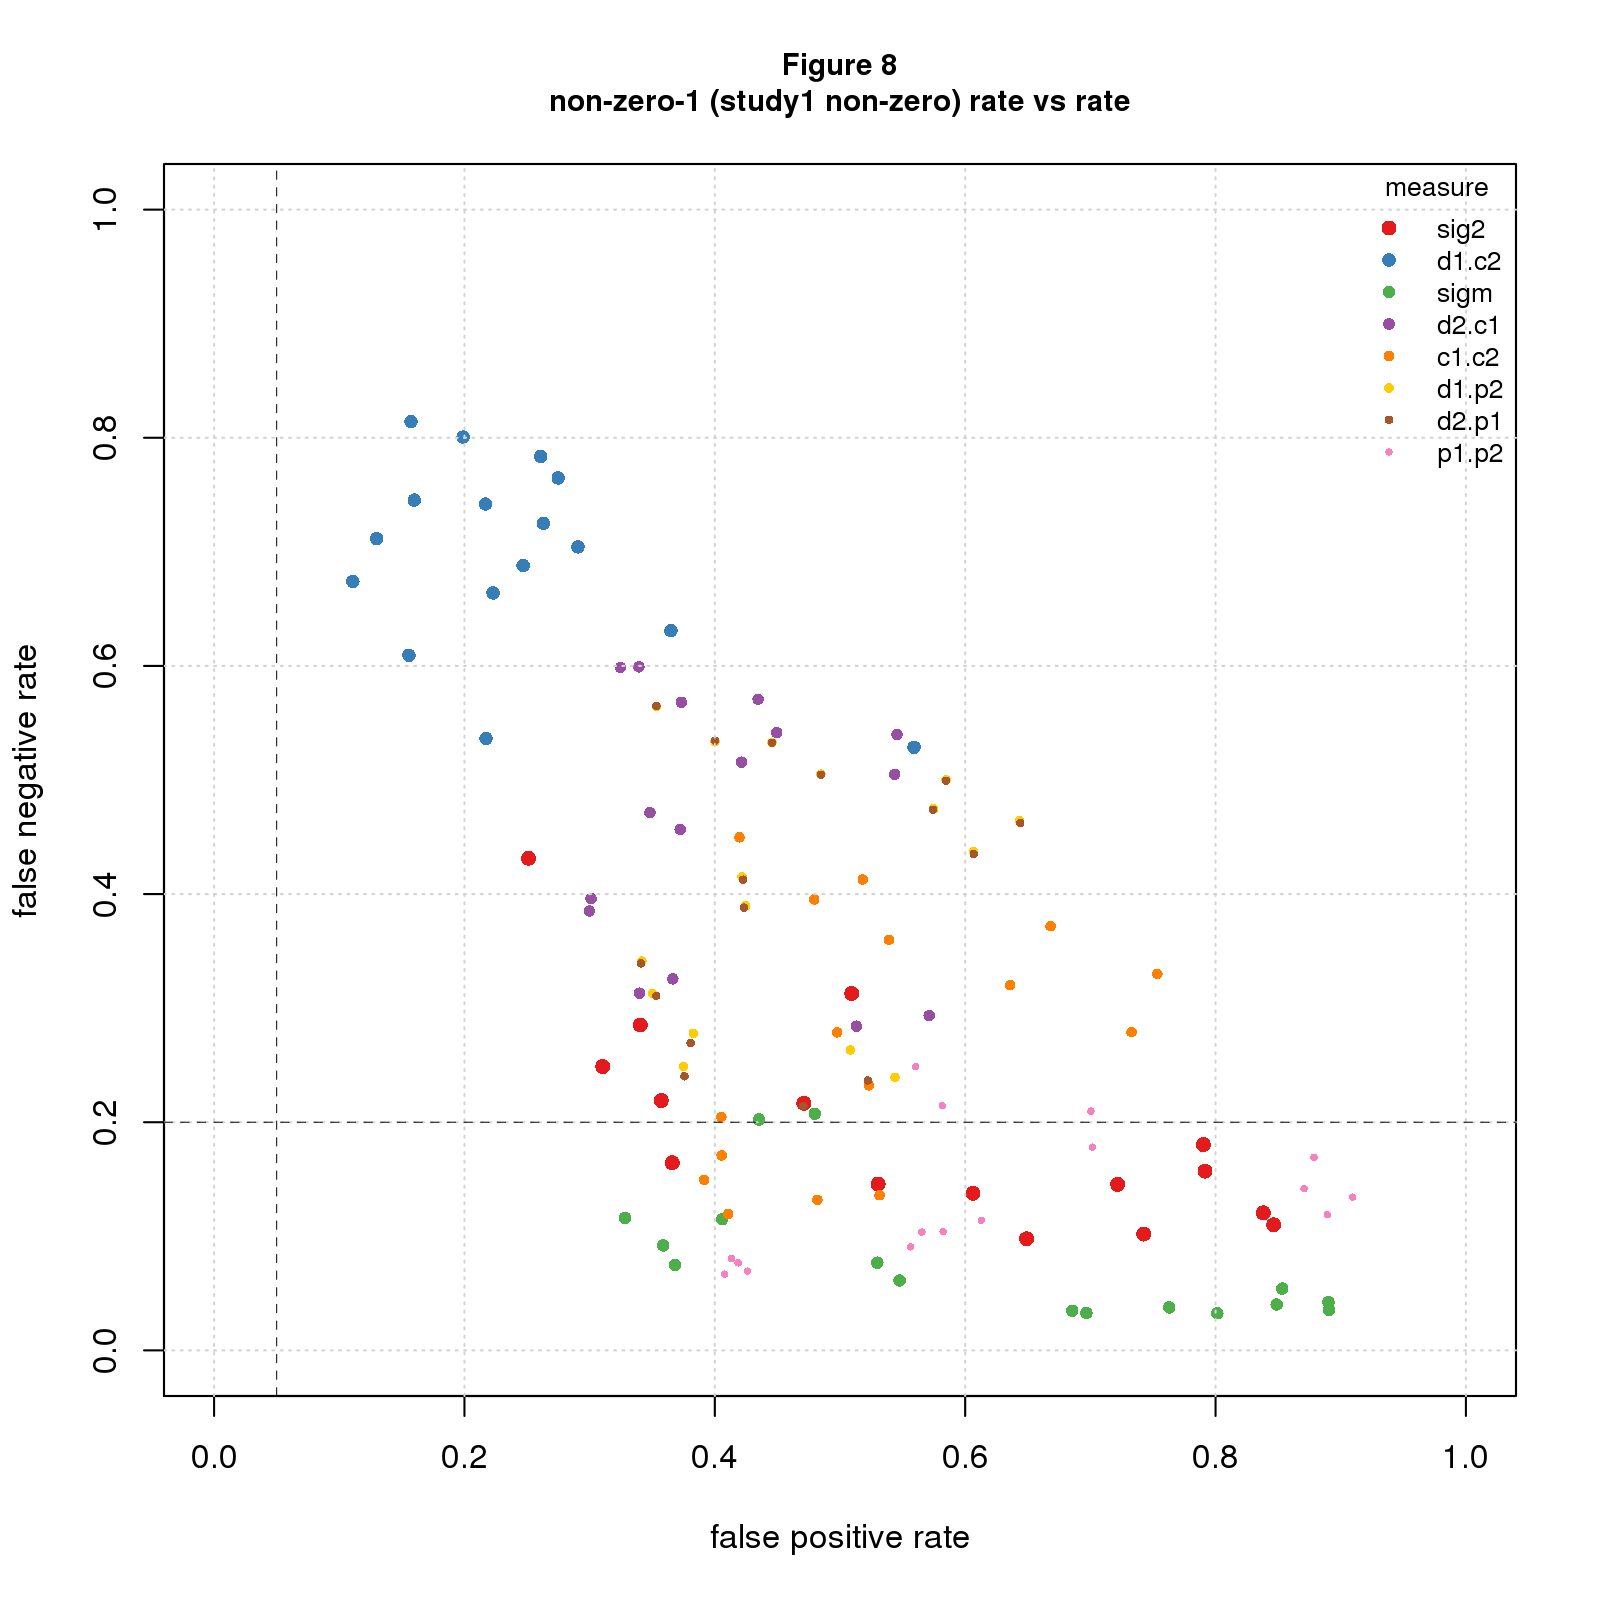 Figure 8
non-zero-1 (study1 non-zero) rate vs rate
measure
sig2
d1.c2
sigm
d2.c1
c1.c2
d1.p2
d2.p1
p1.p2
false negative rate
1.0
0.8
0.6
0.4
0.2
0.0
0.0 0.2 0.4 0.6 0.8 1.0
false positive rate